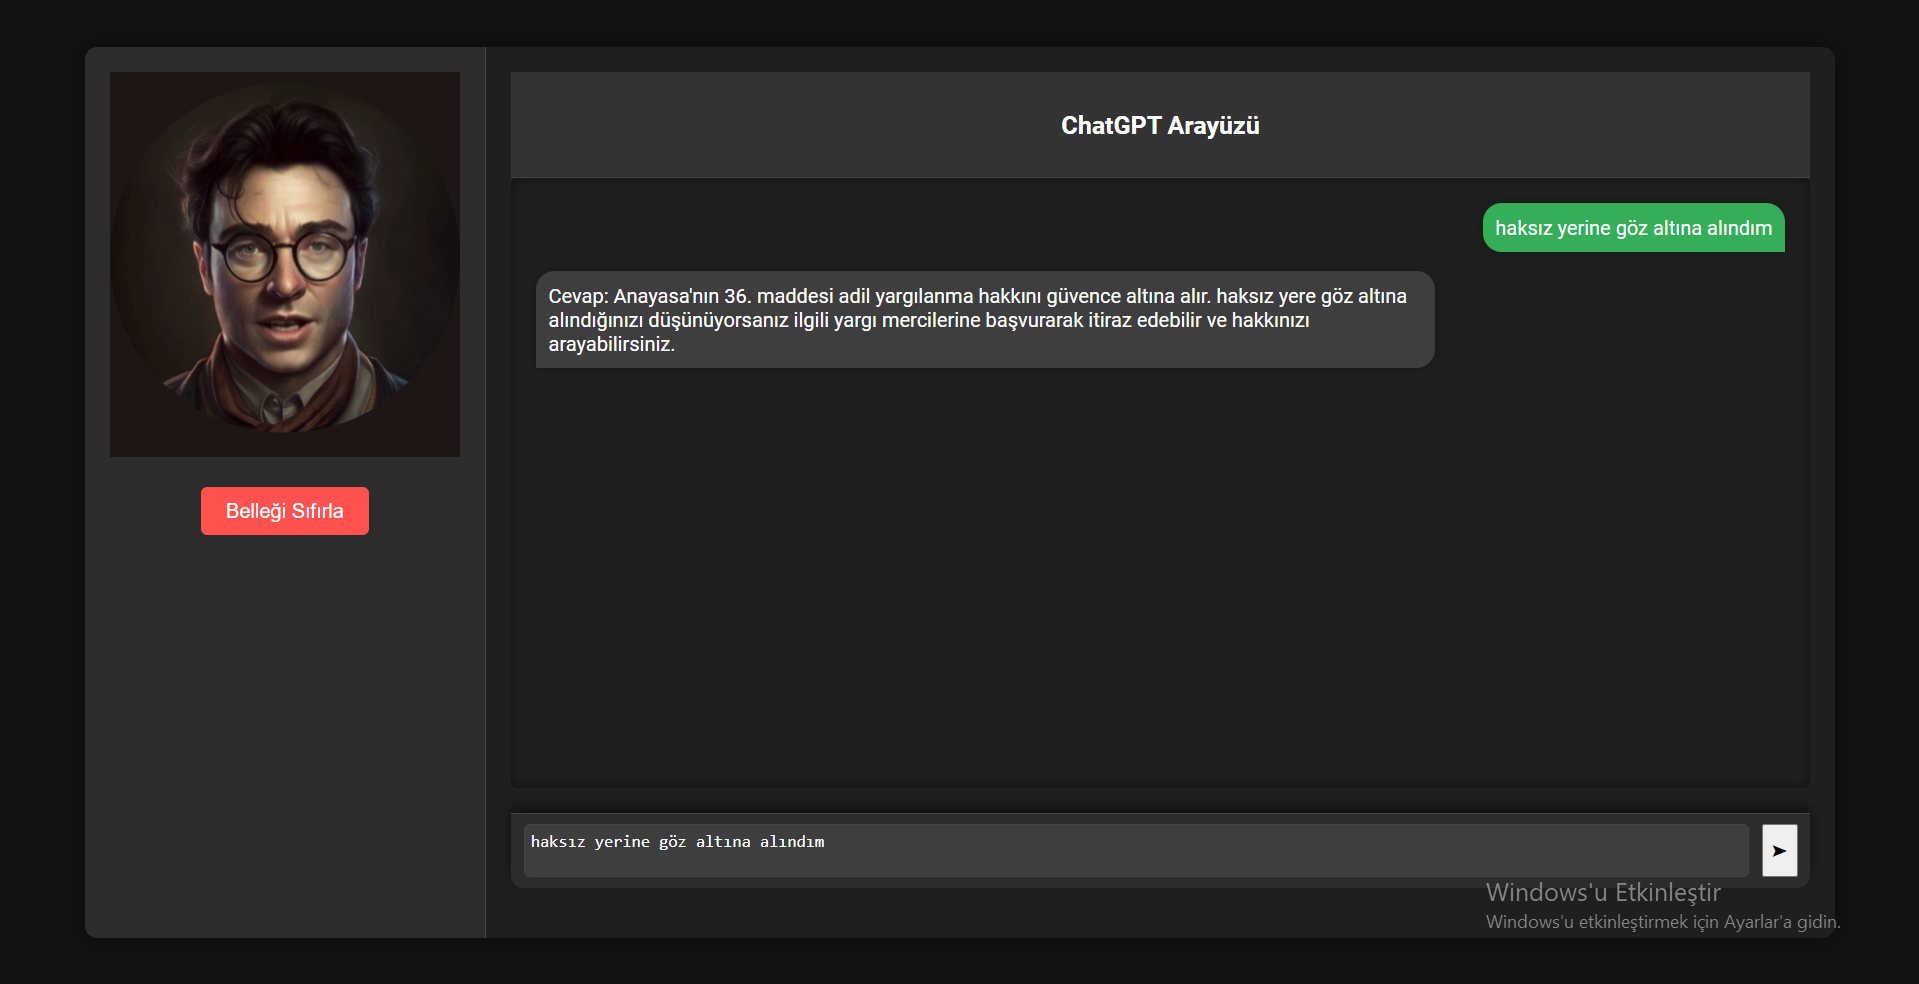 ChatGPT Arayüzü
haksız yerine göz altına alındım
Cevap: Anayasa'nın 36. maddesi adil yargılanma hakkını güvence altına alır. haksız yere göz altına
alındığınızı düşünüyorsanız ilgili yargı mercilerine başvurarak itiraz edebilir ve hakkınızı
arayabilirsiniz.
Belleği Sıfırla
haksız yerine göz altına alındım
Windows'u Etkinleştir
Windows'u etkinleştirmek için Ayarlar'a gidin.